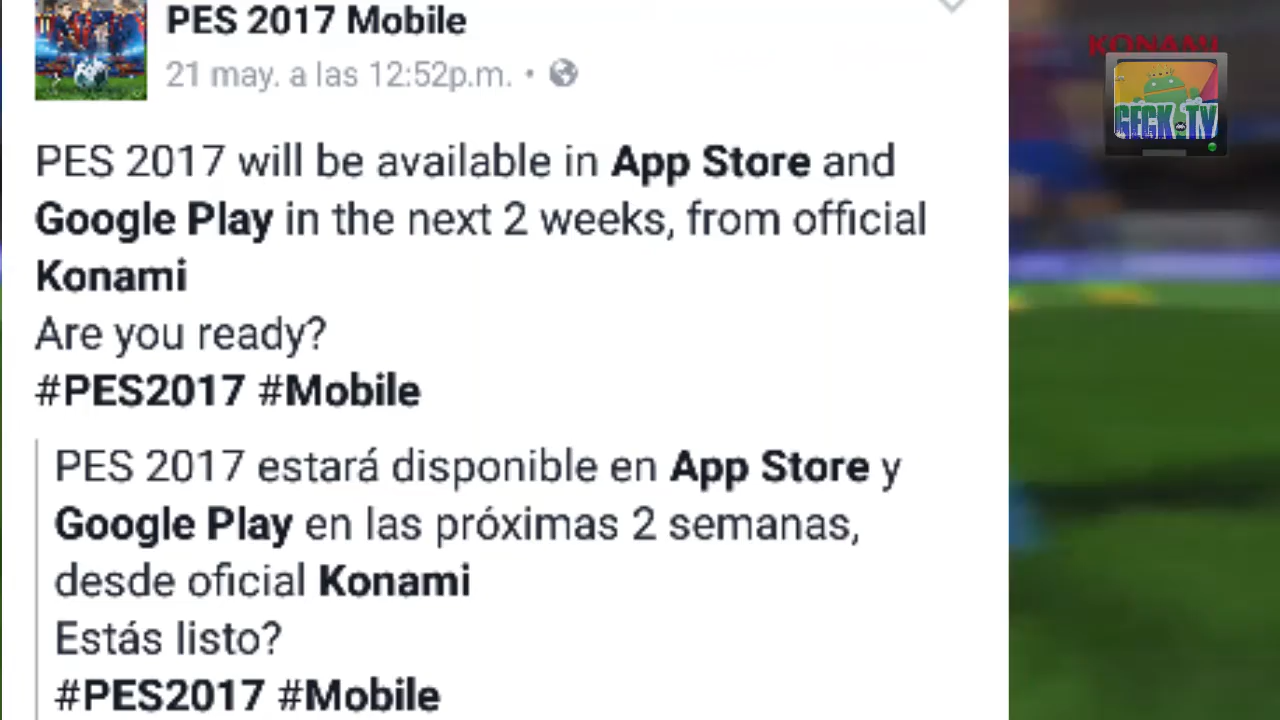 PES 2017 Mobile
21 may. a las 12:52p.m. •
KONAMI
GEEK TV
PES 2017 will be available in App Store and
Google Play in the next 2 weeks, from official
Konami
Are you ready?
#PES2017 #Mobile
PES 2017 estará disponible en App Store y
Google Play en las próximas 2 semanas,
desde oficial Konami
Estás listo?
#PES2017 #Mobile